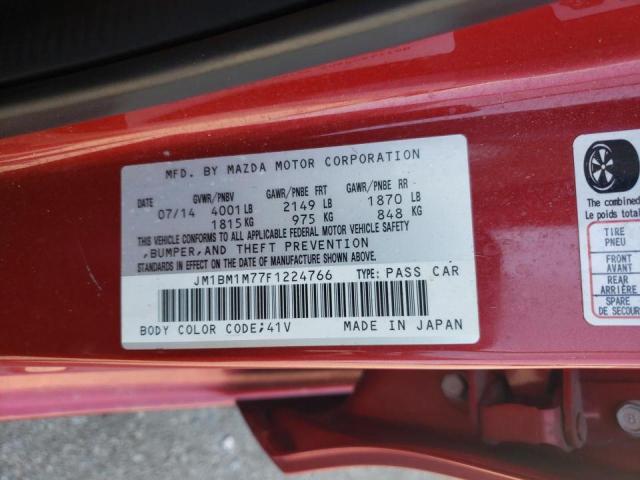 MFD. BY MAZDA MOTOR CORPORATION
DATE GVWR/PNBV GAWR/PNBE FRT GAWR/PNBE RR
07/14 4001 LB 2149 LB 1870 LB
1815 KG 975 KG 848 KG
THIS VEHICLE CONFORMS TO ALL APPLICABLE FEDERAL MOTOR VEHICLE SAFETY
,BUMPER,AND THEFT PREVENTION
STANDARDS IN EFFECT ON THE DATE OF MANUFACTURE SHOWN ABOVE.
JM1BM1M77F1224766 TYPE: PASS CAR
BODY COLOR CODE;41V MADE IN JAPAN
The combined
Le poids total
TIRE
PNEU
FRONT
AVANT
REAR
ARRIÈRE
SPARE
DE SECOURS